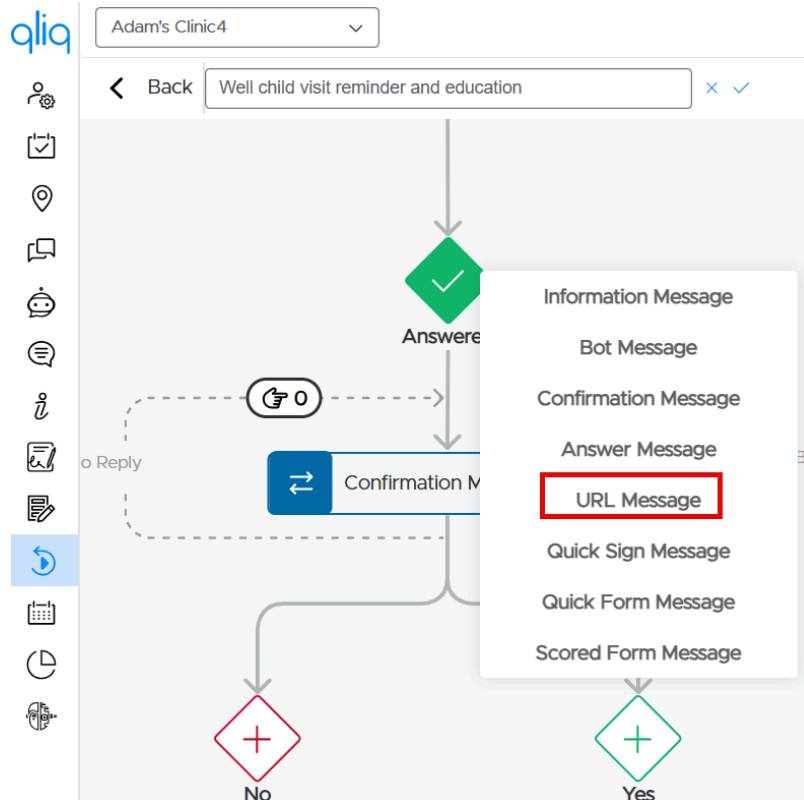 qliq
Adam's Clinic4
Back
Well child visit reminder and education
Answere
Information Message
Bot Message
Confirmation Message
Answer Message
URL Message
Quick Sign Message
Quick Form Message
Scored Form Message
0
o Reply
Confirmation M
No
Yes